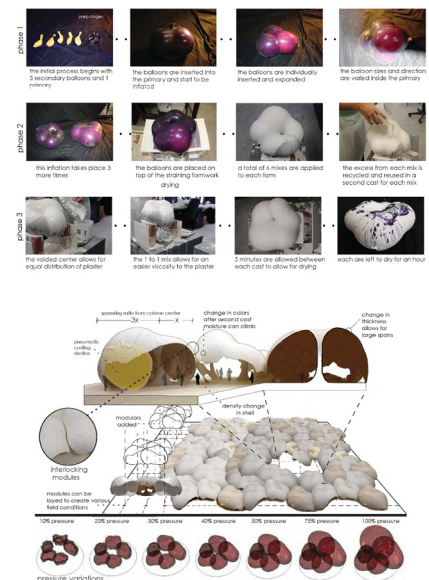 prep stages
phase 1
the initial process begins with
5 secondary balloons and 1
primary
the balloons are inserted into
the primary and start to be
inflated
the balloons are individually
inserted and expanded
the balloon sizes and direction
are varied inside the primary
phase 2
this inflation takes place 3
more times
the balloons are placed on
top of the straining formwork
drying
a total of 6 mixes are applied
to each form
the excess from each mix is
recycled and reused in a
second cast for each mix
phase 3
the voided center allows for
equal distribution of plaster
the 1 to 1 mix allows for an
easier viscosity to the plaster
5 minutes are allowed between
each cast to allow for drying
each are left to dry for an hour
spanning ratio from column center
3x
x
change in colors
after second cast
moisture can climb
change in
thickness
allows for
large spans
pneumatic
casting
device
density change
in shell
modulars
added
interlocking
modules
modules can be
layed to create various
field conditions
10% pressure
20% pressure
30% pressure
40% pressure
50% pressure
75% pressure
100% pressure
pressure variations